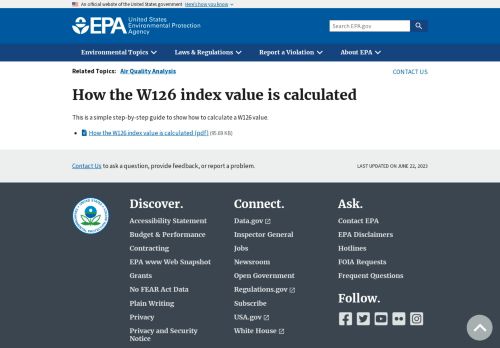 An official website of the United States government Here's how you know
EPA United States Environmental Protection Agency
Search EPA.gov
Environmental Topics Laws & Regulations Report a Violation About EPA
Related Topics: Air Quality Analysis
CONTACT US
How the W126 index value is calculated
This is a simple step-by-step guide to show how to calculate a W126 value.
How the W126 index value is calculated (pdf) (95.69 KB)
Contact Us to ask a question, provide feedback, or report a problem.
LAST UPDATED ON JUNE 22, 2023
Discover.
Accessibility Statement
Budget & Performance
Contracting
EPA www Web Snapshot
Grants
No FEAR Act Data
Plain Writing
Privacy
Privacy and Security Notice
Connect.
Data.gov
Inspector General
Jobs
Newsroom
Open Government
Regulations.gov
Subscribe
USA.gov
White House
Ask.
Contact EPA
EPA Disclaimers
Hotlines
FOIA Requests
Frequent Questions
Follow.